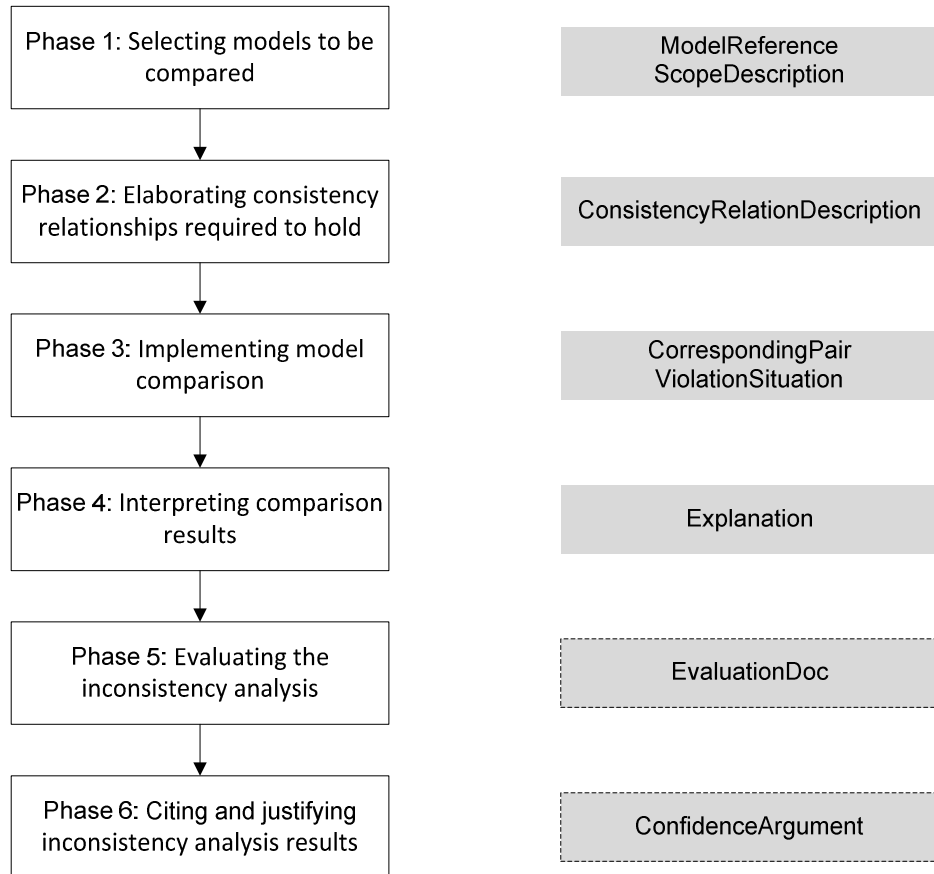 Phase 1: Selecting models to be
compared
ModelReference
ScopeDescription
Phase 2: Elaborating consistency
relationships required to hold
ConsistencyRelationDescription
Phase 3: Implementing model
comparison
CorrespondingPair
ViolationSituation
Phase 4: Interpreting comparison
results
Explanation
Phase 5: Evaluating the
inconsistency analysis
EvaluationDoc
Phase 6: Citing and justifying
inconsistency analysis results
ConfidenceArgument